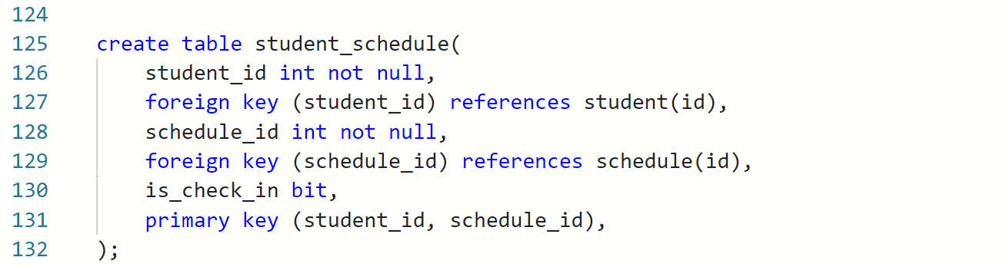 124
125 create table student_schedule(
126 student_id int not null,
127 foreign key (student_id) references student(id),
128 schedule_id int not null,
129 foreign key (schedule_id) references schedule(id),
130 is_check_in bit,
131 primary key (student_id, schedule_id),
132 );